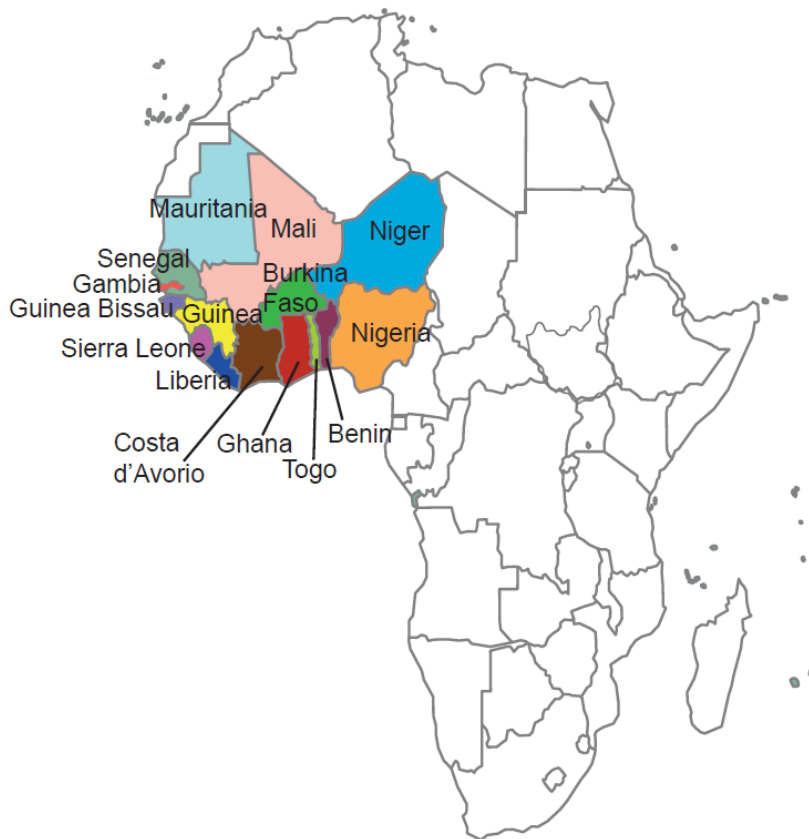 Mauritania
Mali
Niger
Senegal
Gambia
Guinea Bissau
Guinea
Burkina
Faso
Nigeria
Sierra Leone
Liberia
Costa
d'Avorio
Ghana
Togo
Benin